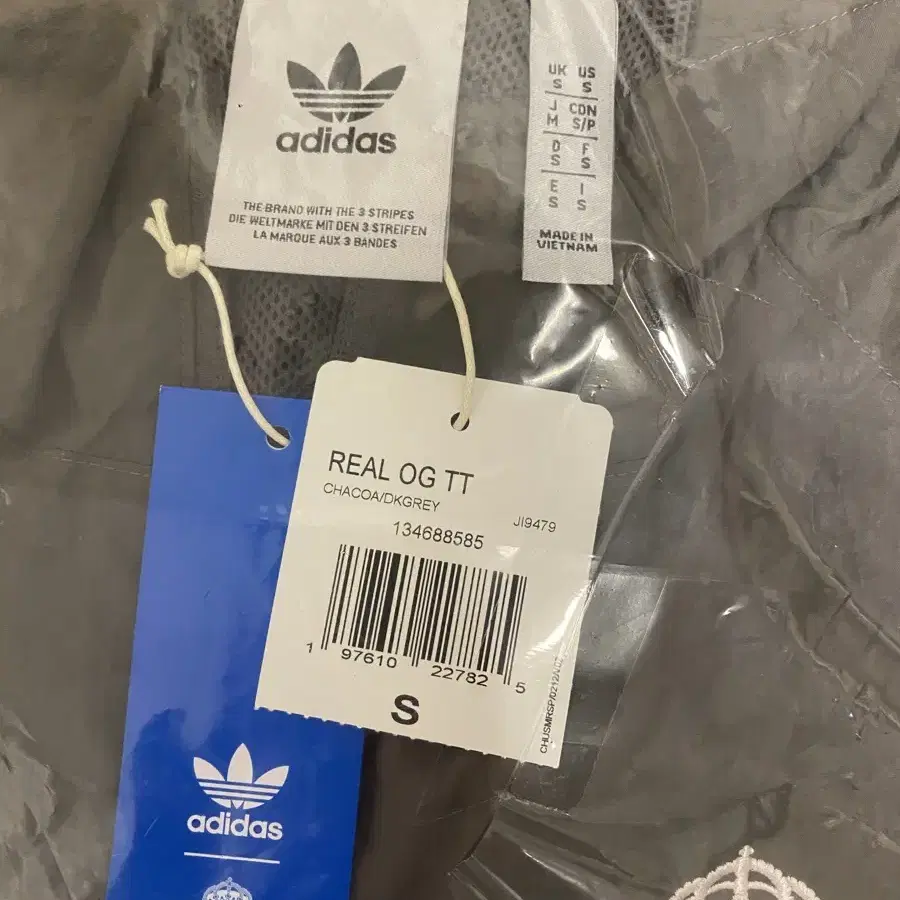 adidas
THE BRAND WITH THE 3 STRIPES
DIE WELTMARKE MIT DEN 3 STREIFEN
LA MARQUE AUX 3 BANDES
UK US
S S
J CDN
M S/P
D F
S S
E I
S S
MADE IN
VIETNAM
REAL OG TT
CHACOA/DKGREY
JI9479
134688585
1 97610 22782 5
S
adidas